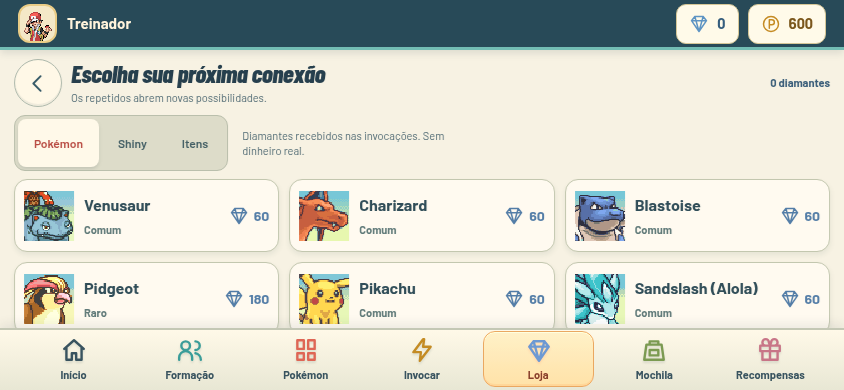 Treinador
0
600
Escolha sua próxima conexão
Os repetidos abrem novas possibilidades.
0 diamantes
Pokémon
Shiny
Itens
Diamantes recebidos nas invocações. Sem
dinheiro real.
Venusaur
Comum
60
Charizard
Comum
60
Blastoise
Comum
60
Pidgeot
Raro
180
Pikachu
Comum
60
Sandslash (Alola)
Comum
60
Início
Formação
Pokémon
Invocar
Loja
Mochila
Recompensas